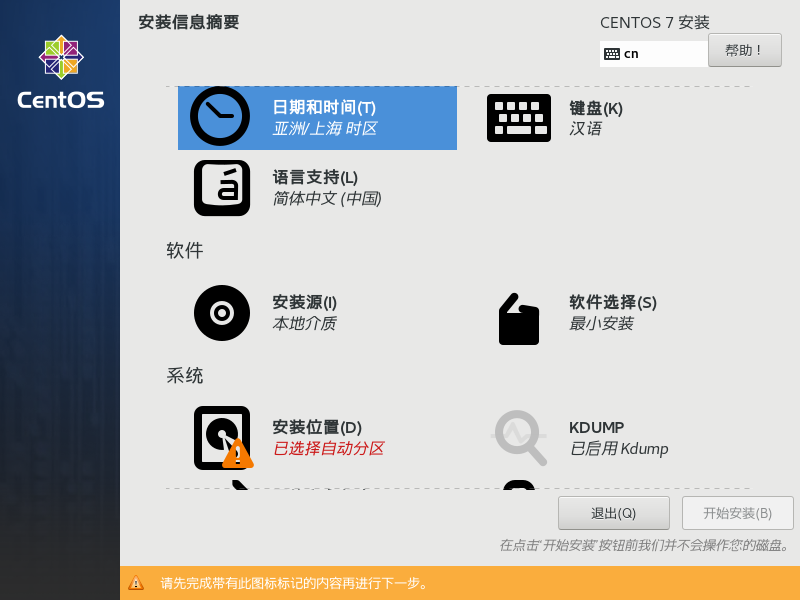 安装信息摘要
CENTOS 7 安装
cn
帮助！
CentOS
日期和时间(T)
亚洲/上海 时区
键盘(K)
汉语
语言支持(L)
简体中文 (中国)
软件
安装源(I)
本地介质
软件选择(S)
最小安装
系统
安装位置(D)
已选择自动分区
KDUMP
已启用 Kdump
退出(Q)
开始安装(B)
在点击'开始安装'按钮前我们并不会操作您的磁盘。
请先完成带有此图标标记的内容再进行下一步。